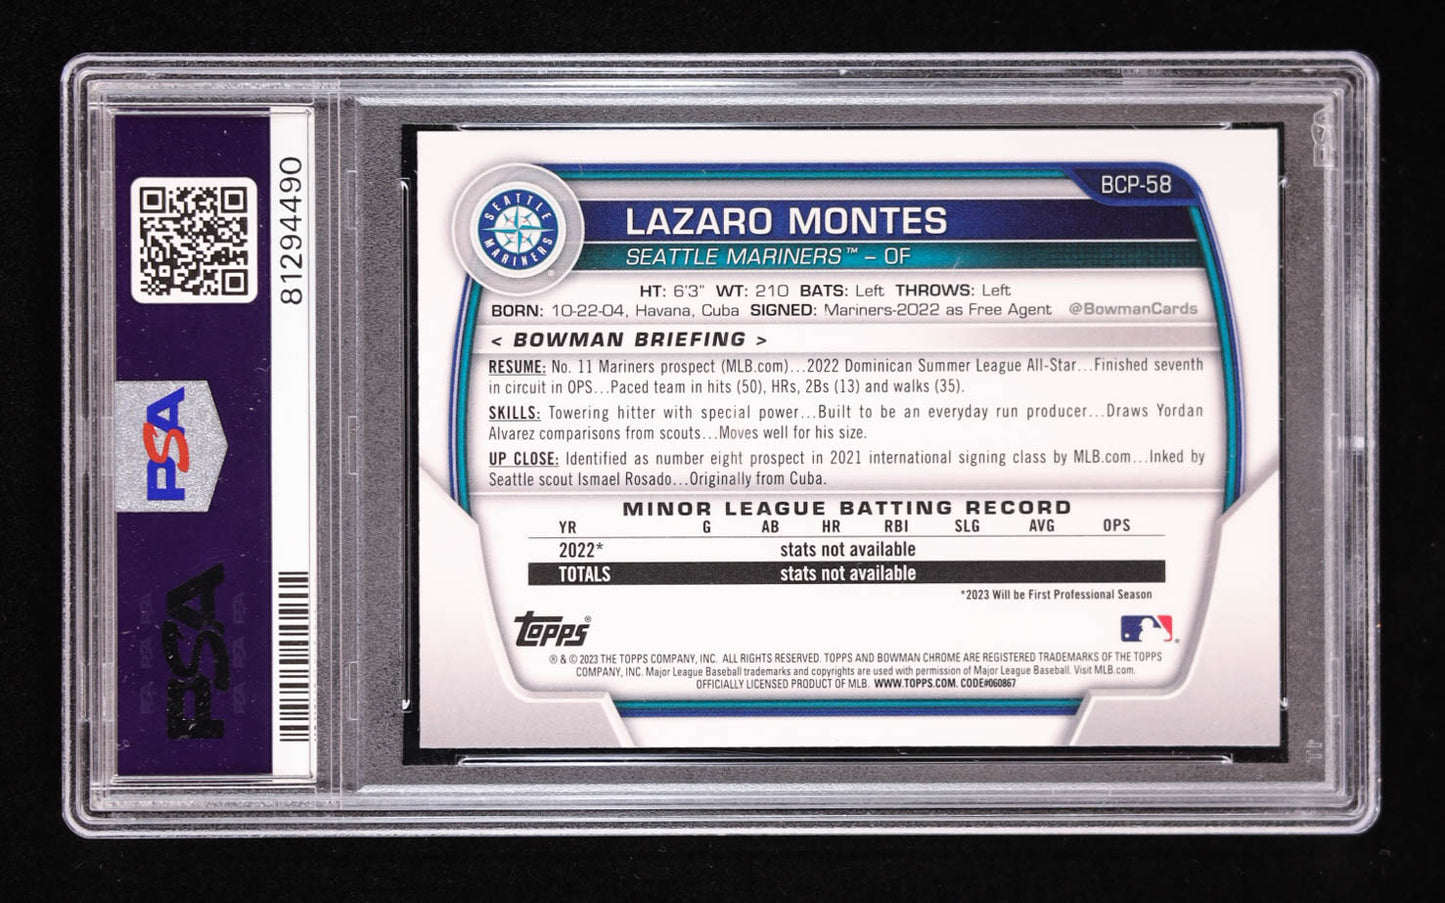 81294490
PSA
PSA
BCP-58
SEATTLE MARINERS
LAZARO MONTES
SEATTLE MARINERS™ – OF
HT: 6'3" WT: 210 BATS: Left THROWS: Left
BORN: 10-22-04, Havana, Cuba SIGNED: Mariners-2022 as Free Agent @BowmanCards
< BOWMAN BRIEFING >
RESUME: No. 11 Mariners prospect (MLB.com)...2022 Dominican Summer League All-Star...Finished seventh
in circuit in OPS...Paced team in hits (50), HRs, 2Bs (13) and walks (35).
SKILLS: Towering hitter with special power...Built to be an everyday run producer...Draws Yordan
Alvarez comparisons from scouts...Moves well for his size.
UP CLOSE: Identified as number eight prospect in 2021 international signing class by MLB.com...Inked by
Seattle scout Ismael Rosado...Originally from Cuba.
MINOR LEAGUE BATTING RECORD
YR G AB HR RBI SLG AVG OPS
2022* stats not available
TOTALS stats not available
*2023 Will be First Professional Season
Topps®
® & © 2023 THE TOPPS COMPANY, INC. ALL RIGHTS RESERVED. TOPPS AND BOWMAN CHROME ARE REGISTERED TRADEMARKS OF THE TOPPS
COMPANY, INC. Major League Baseball trademarks and copyrights are used with permission of Major League Baseball. Visit MLB.com.
OFFICIALLY LICENSED PRODUCT OF MLB. WWW.TOPPS.COM. CODE#060867